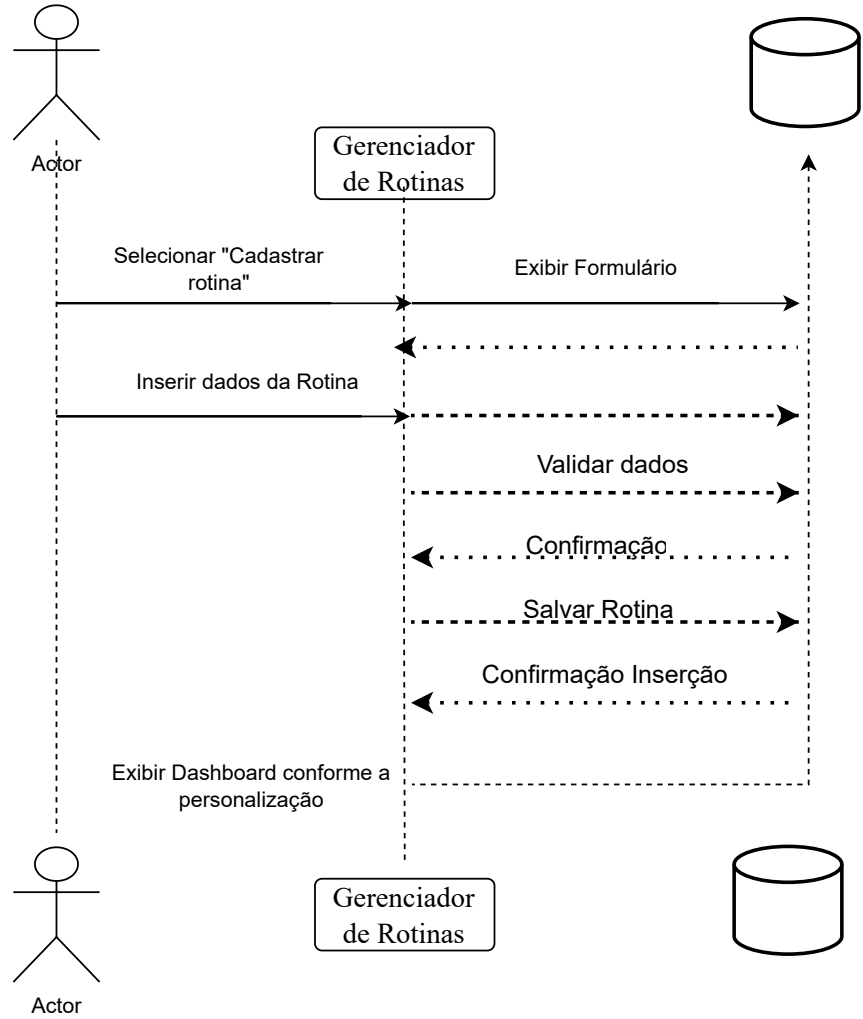 Actor
Gerenciador
de Rotinas
Selecionar "Cadastrar
rotina"
Exibir Formulário
Inserir dados da Rotina
Validar dados
Confirmação
Salvar Rotina
Confirmação Inserção
Exibir Dashboard conforme a
personalização
Gerenciador
de Rotinas
Actor